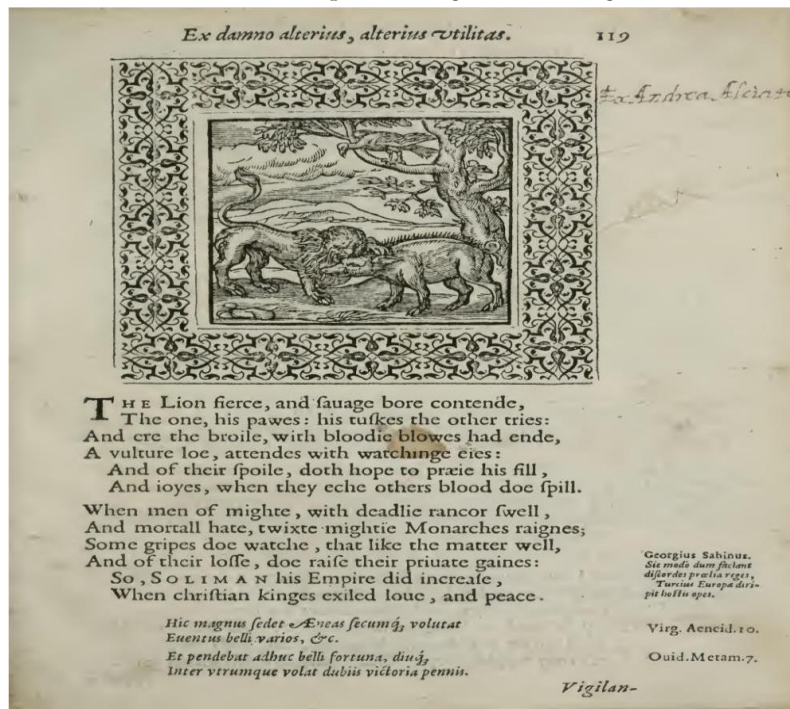 Ex damno alterius, alterius vtilitas. 119
Ex Andrea Alciato
THE Lion fierce, and ſauage bore contende,
The one, his pawes: his tuſkes the other tries:
And ere the broile, with bloodie blowes had ende,
A vulture loe, attendes with watchinge eies:
And of their ſpoile, doth hope to præie his fill,
And ioyes, when they eche others blood doe ſpill.
When men of mighte, with deadlie rancor ſwell,
And mortall hate, twixte mightie Monarches raignes;
Some gripes doe watche, that like the matter well,
And of their loſſe, doe raiſe their priuate gaines:
So, SOLIMAN his Empire did increaſe,
When chriſtian kinges exiled loue, and peace.
Georgius Sabinus.
Sic modo dum faciunt
diſcordes prælia reges,
Turcius Europæ diri-
pit hoſtis opes.
Hic magnus ſedet Æneas ſecumq́; volutat
Euentus belli varios, &c.
Virg. Aeneid. 10.
Et pendebat adhuc belli fortuna, diuq́;
Inter vtrumque volat dubiis victoria pennis.
Ouid. Metam. 7.
Vigilan-